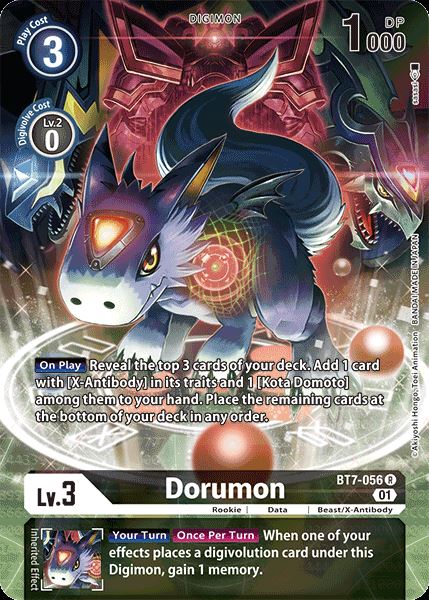 Play Cost
3
DIGIMON
DP
1000
Digivolve Cost
Lv.2
0
©Akiyoshi Hongo, Toei Animation BANDAI MADE IN JAPAN
On Play Reveal the top 3 cards of your deck. Add 1 card
with [X-Antibody] in its traits and 1 [Kota Domoto]
among them to your hand. Place the remaining cards at
the bottom of your deck in any order.
BT7-056 R
Lv.3
Dorumon
01
Rookie | Data | Beast/X-Antibody
Inherited Effect
Your Turn Once Per Turn When one of your
effects places a digivolution card under this
Digimon, gain 1 memory.